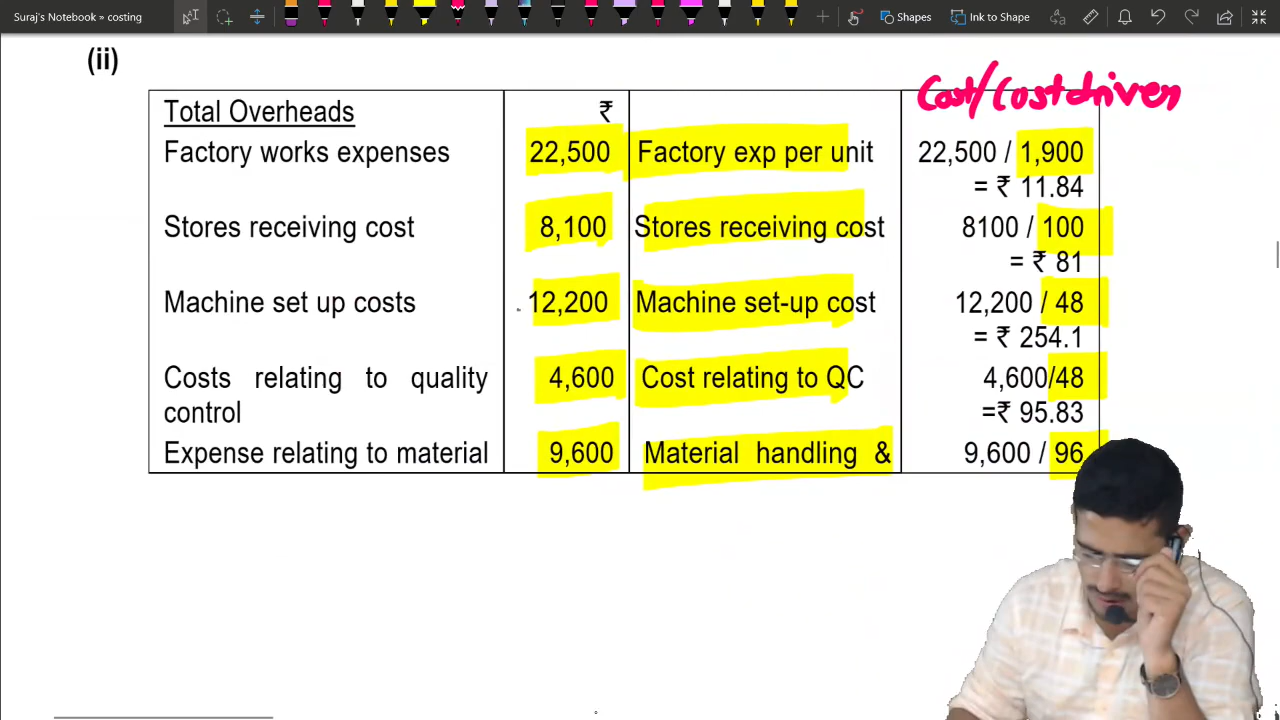 Suraj's Notebook » costing
Shapes
Ink to Shape
(ii)
Cost/Costdriven
Total Overheads ₹
Factory works expenses 22,500 Factory exp per unit 22,500 / 1,900
= ₹ 11.84
Stores receiving cost 8,100 Stores receiving cost 8100 / 100
= ₹ 81
Machine set up costs 12,200 Machine set-up cost 12,200 / 48
= ₹ 254.1
Costs relating to quality 4,600 Cost relating to QC 4,600/48
control =₹ 95.83
Expense relating to material 9,600 Material handling & 9,600 / 96